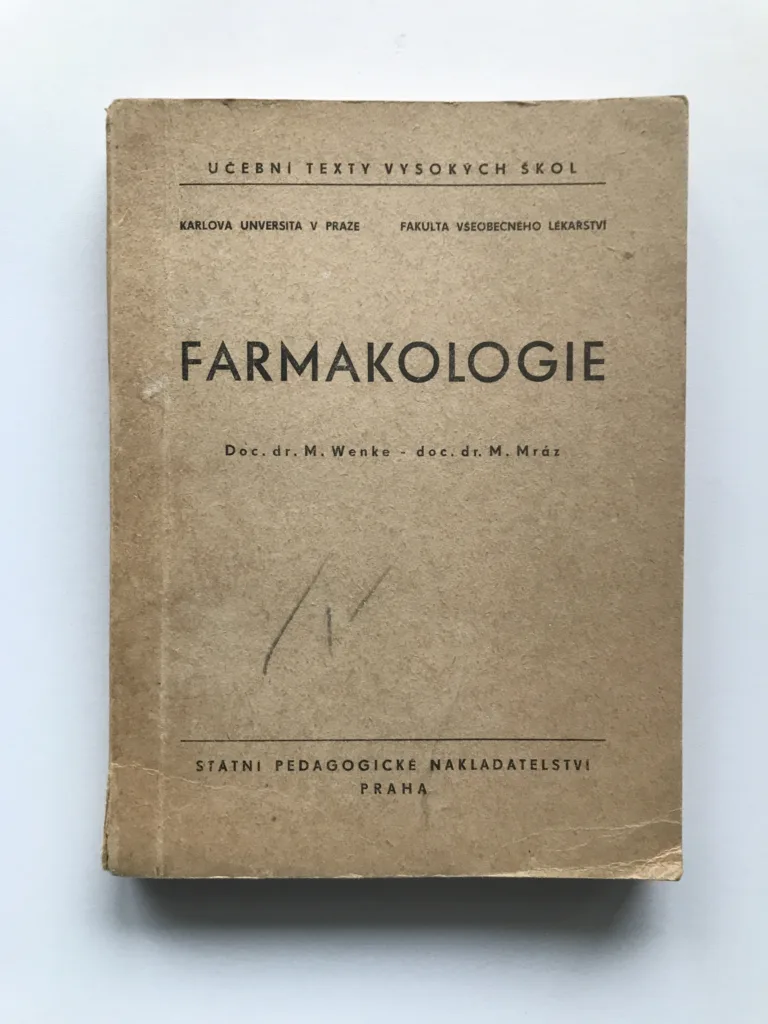 UČEBNÍ TEXTY VYSOKÝCH ŠKOL
KARLOVA UNVERSITA V PRAZE FAKULTA VŠEOBECNÉHO LÉKAŘSTVÍ
FARMAKOLOGIE
Doc. dr. M. Wenke - doc. dr. M. Mráz
STÁTNÍ PEDAGOGICKÉ NAKLADATELSTVÍ
PRAHA